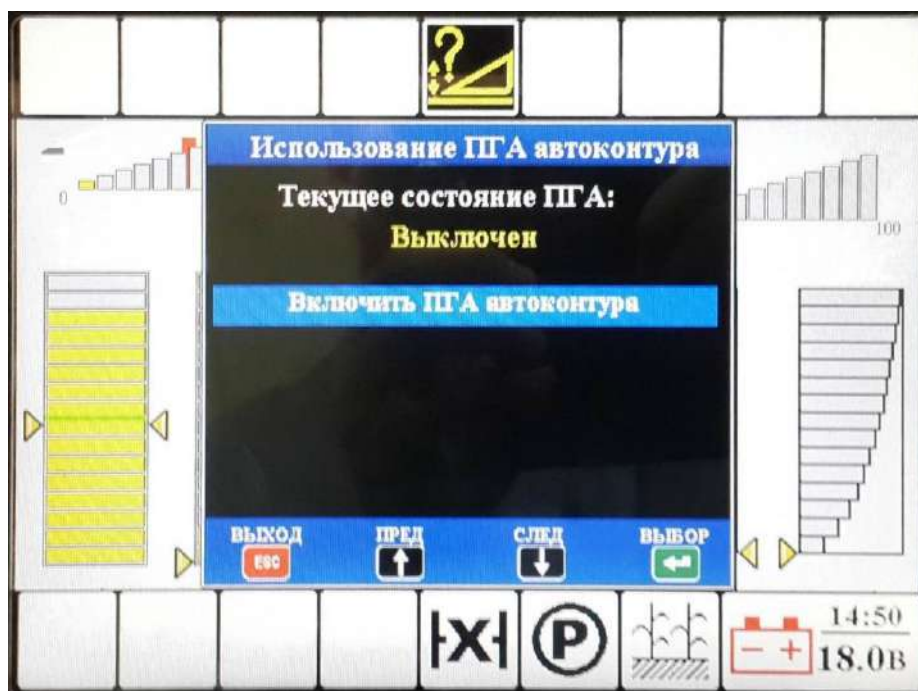 Использование ПГА автоконтура
Текущее состояние ПГА:
Выключен
0
100
Включить ПГА автоконтура
ВЫХОД ПРЕД СЛЕД ВЫБОР
ESC
P
14:50
18.0В